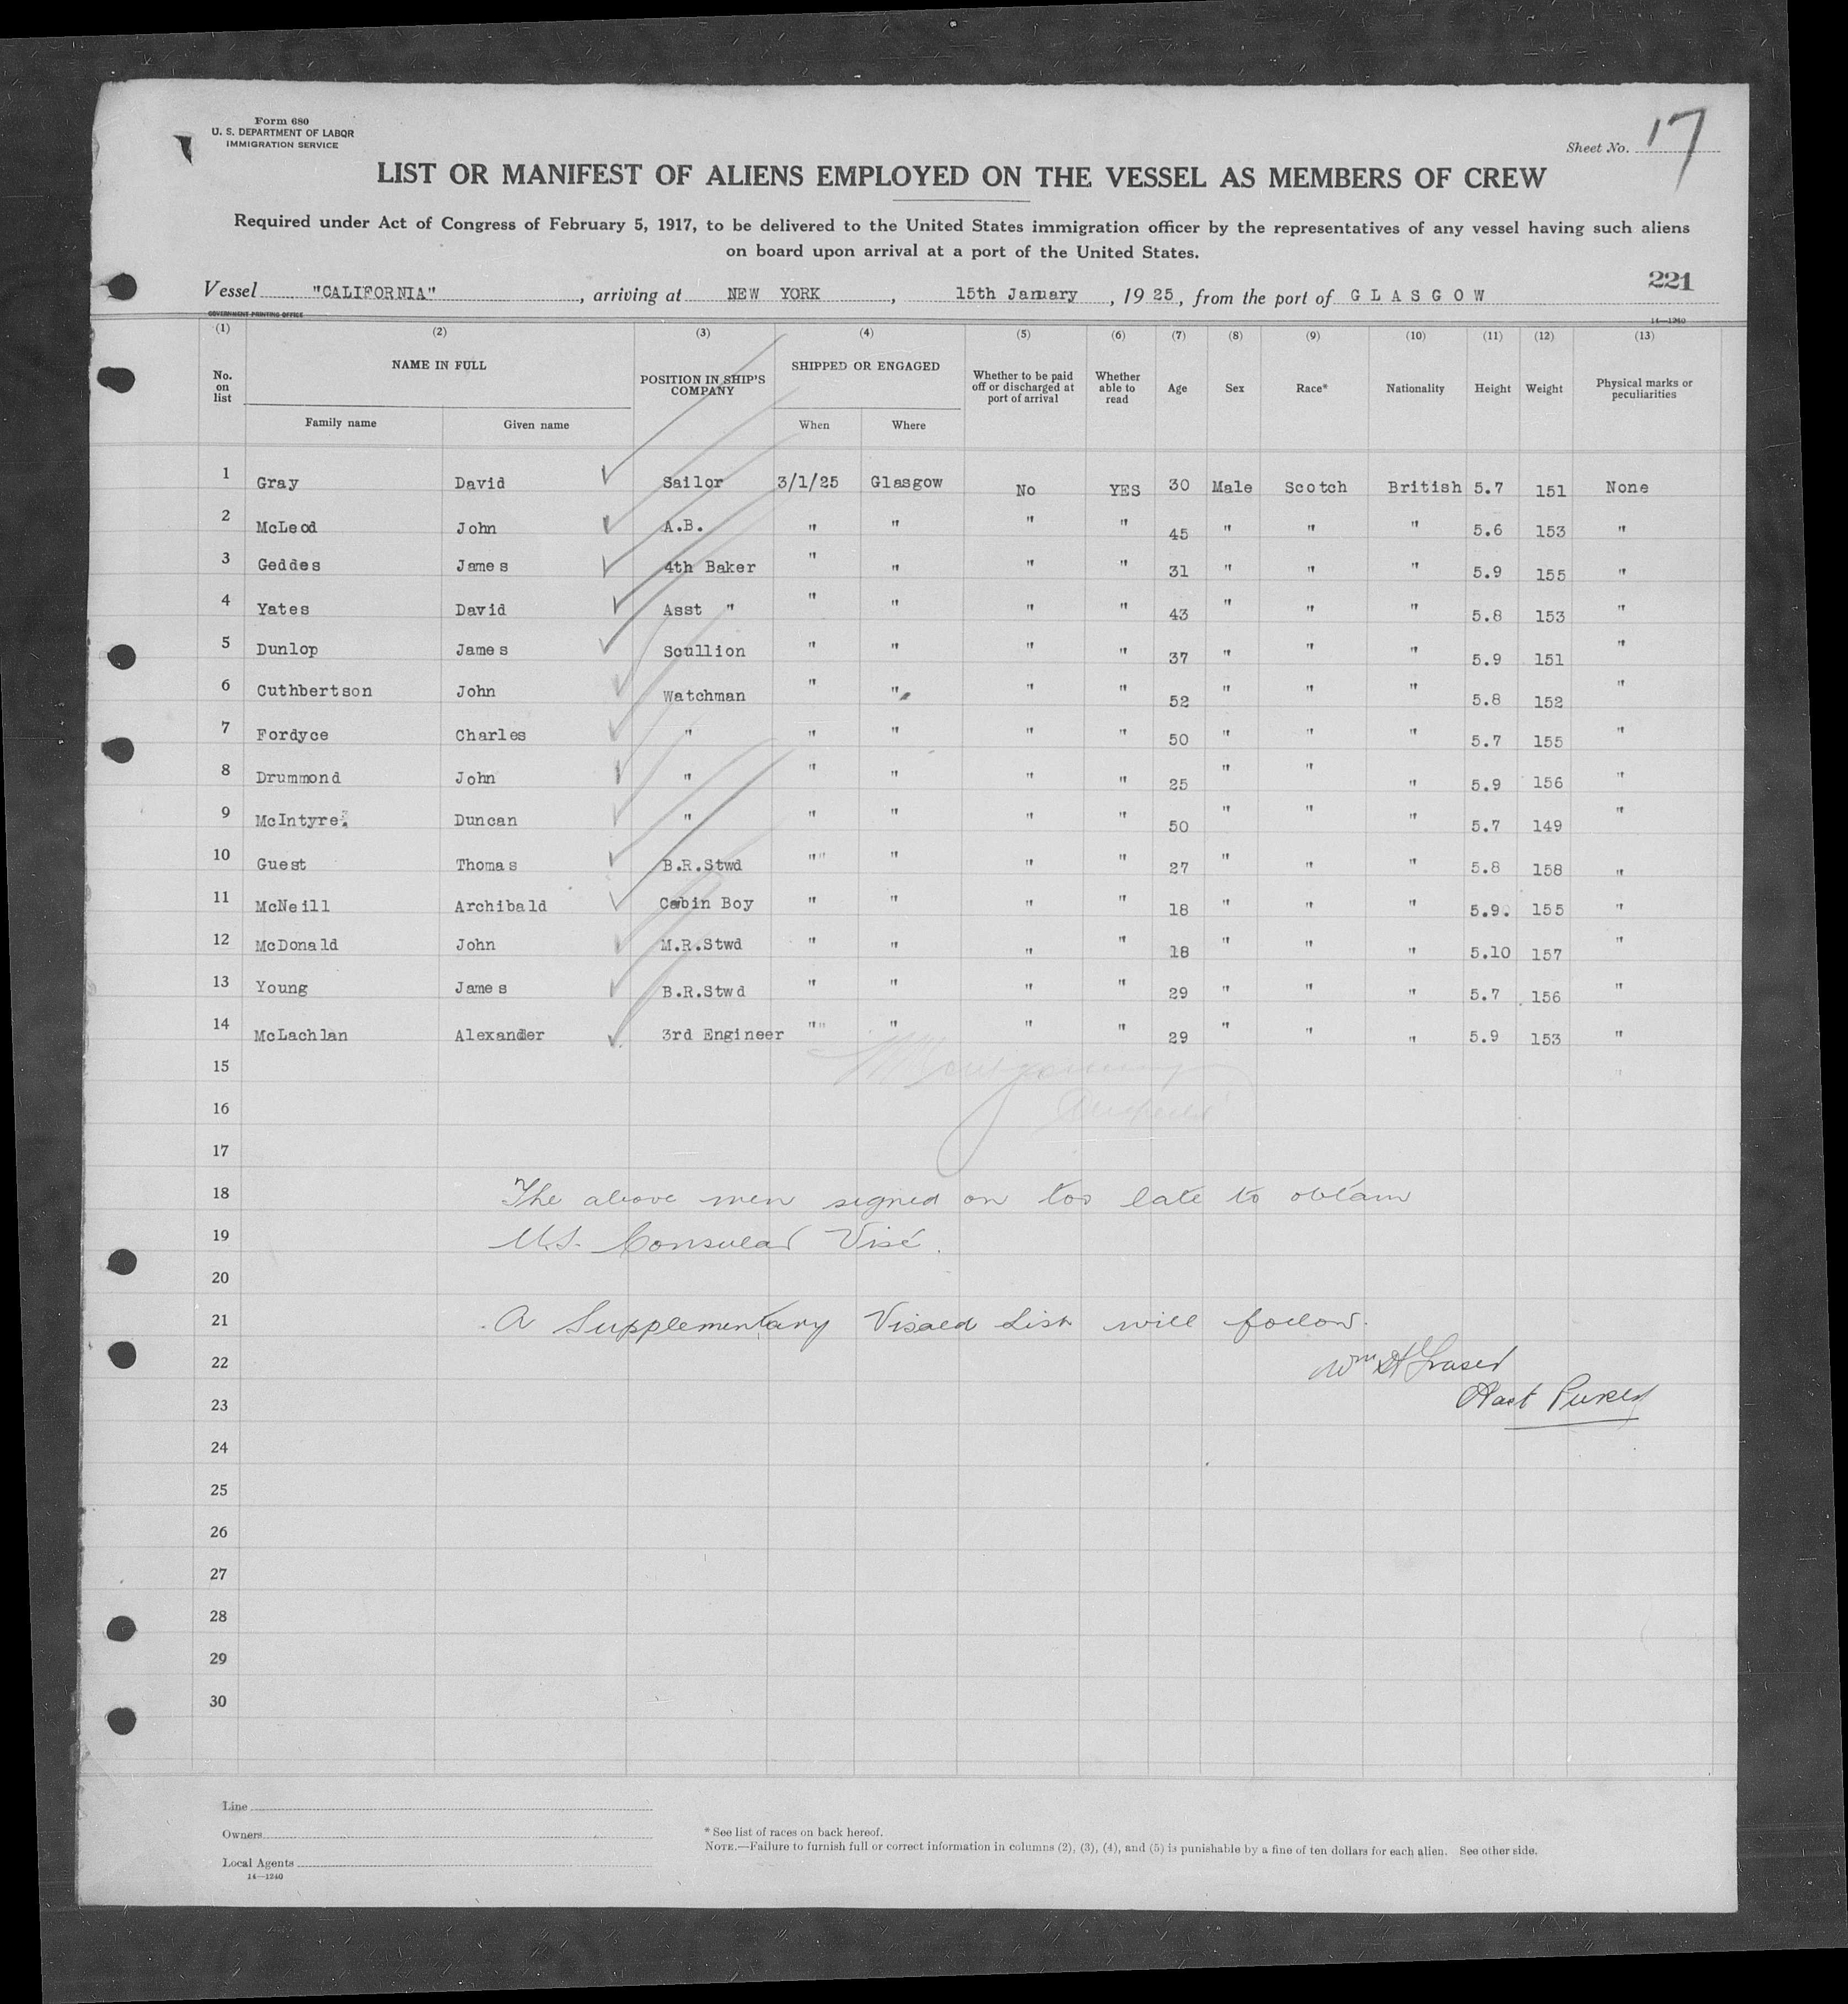 Form 680
U. S. DEPARTMENT OF LABOR
IMMIGRATION SERVICE
Sheet No. 17
LIST OR MANIFEST OF ALIENS EMPLOYED ON THE VESSEL AS MEMBERS OF CREW
Required under Act of Congress of February 5, 1917, to be delivered to the United States immigration officer by the representatives of any vessel having such aliens
on board upon arrival at a port of the United States.
221
Vessel "CALIFORNIA", arriving at NEW YORK, 15th January, 1925, from the port of GLASGOW
GOVERNMENT PRINTING OFFICE 14—1240
(1) (2) (3) (4) (5) (6) (7) (8) (9) (10) (11) (12) (13)
No. on list NAME IN FULL POSITION IN SHIP'S COMPANY SHIPPED OR ENGAGED Whether to be paid off or discharged at port of arrival Whether able to read Age Sex Race* Nationality Height Weight Physical marks or peculiarities
Family name Given name When Where
1 Gray David Sailor 3/1/25 Glasgow No YES 30 Male Scotch British 5.7 151 None
2 McLeod John A.B. " " " " 45 " " " 5.6 153 "
3 Geddes James 4th Baker " " " " 31 " " " 5.9 155 "
4 Yates David Asst " " " " " 43 " " " 5.8 153 "
5 Dunlop James Scullion " " " " 37 " " " 5.9 151 "
6 Cuthbertson John Watchman " " " " 52 " " " 5.8 152 "
7 Fordyce Charles " " " " " 50 " " " 5.7 155 "
8 Drummond John " " " " " 25 " " " 5.9 156 "
9 McIntyre Duncan " " " " " 50 " " " 5.7 149 "
10 Guest Thomas B.R.Stwd "" " " " 27 " " " 5.8 158 "
11 McNeill Archibald Cabin Boy " " " " 18 " " " 5.9. 155 "
12 McDonald John M.R.Stwd " " " " 18 " " " 5.10 157 "
13 Young James B.R.Stwd " " " " 29 " " " 5.7 156 "
14 McLachlan Alexander 3rd Engineer "" " " " 29 " " " 5.9 153 "
15
16
17
18 The above men signed on too late to obtain
19 U.S. Consular Visé.
20
21 A Supplementary Visaed List will follow.
22 Wm H Fraser
23 Asst Purser
24
25
26
27
28
29
30
Line
Owners
Local Agents
14—1240
* See list of races on back hereof.
NOTE.—Failure to furnish full or correct information in columns (2), (3), (4), and (5) is punishable by a fine of ten dollars for each alien. See other side.